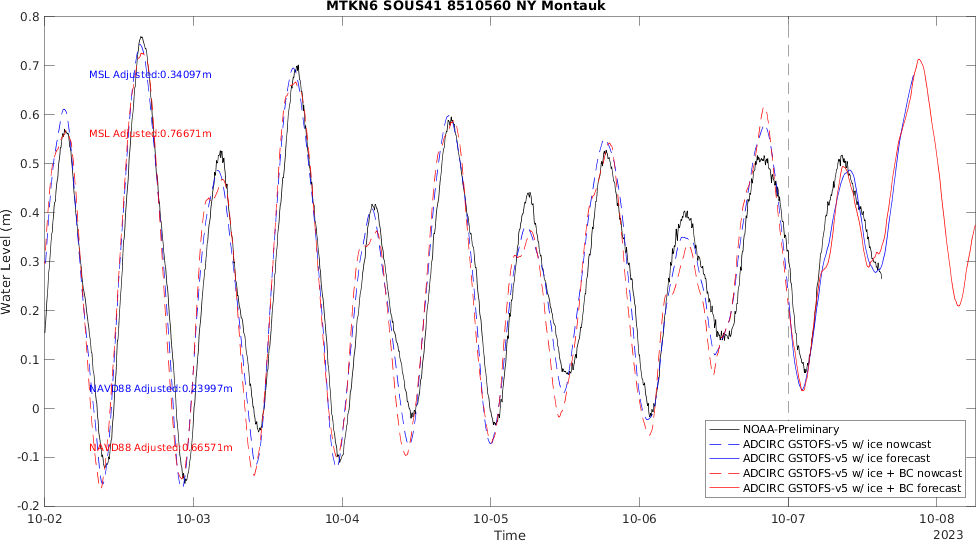 MTKN6 SOUS41 8510560 NY Montauk
0.8
0.7
MSL Adjusted:0.34097m
0.6
MSL Adjusted:0.76671m
0.5
0.4
0.3
Water Level (m)
0.2
0.1
NAVD88 Adjusted:0.23997m
0
NAVD88 Adjusted:0.66571m
-0.1
-0.2
NOAA-Preliminary
ADCIRC GSTOFS-v5 w/ ice nowcast
ADCIRC GSTOFS-v5 w/ ice forecast
ADCIRC GSTOFS-v5 w/ ice + BC nowcast
ADCIRC GSTOFS-v5 w/ ice + BC forecast
10-02 10-03 10-04 10-05 10-06 10-07 10-08
Time
2023